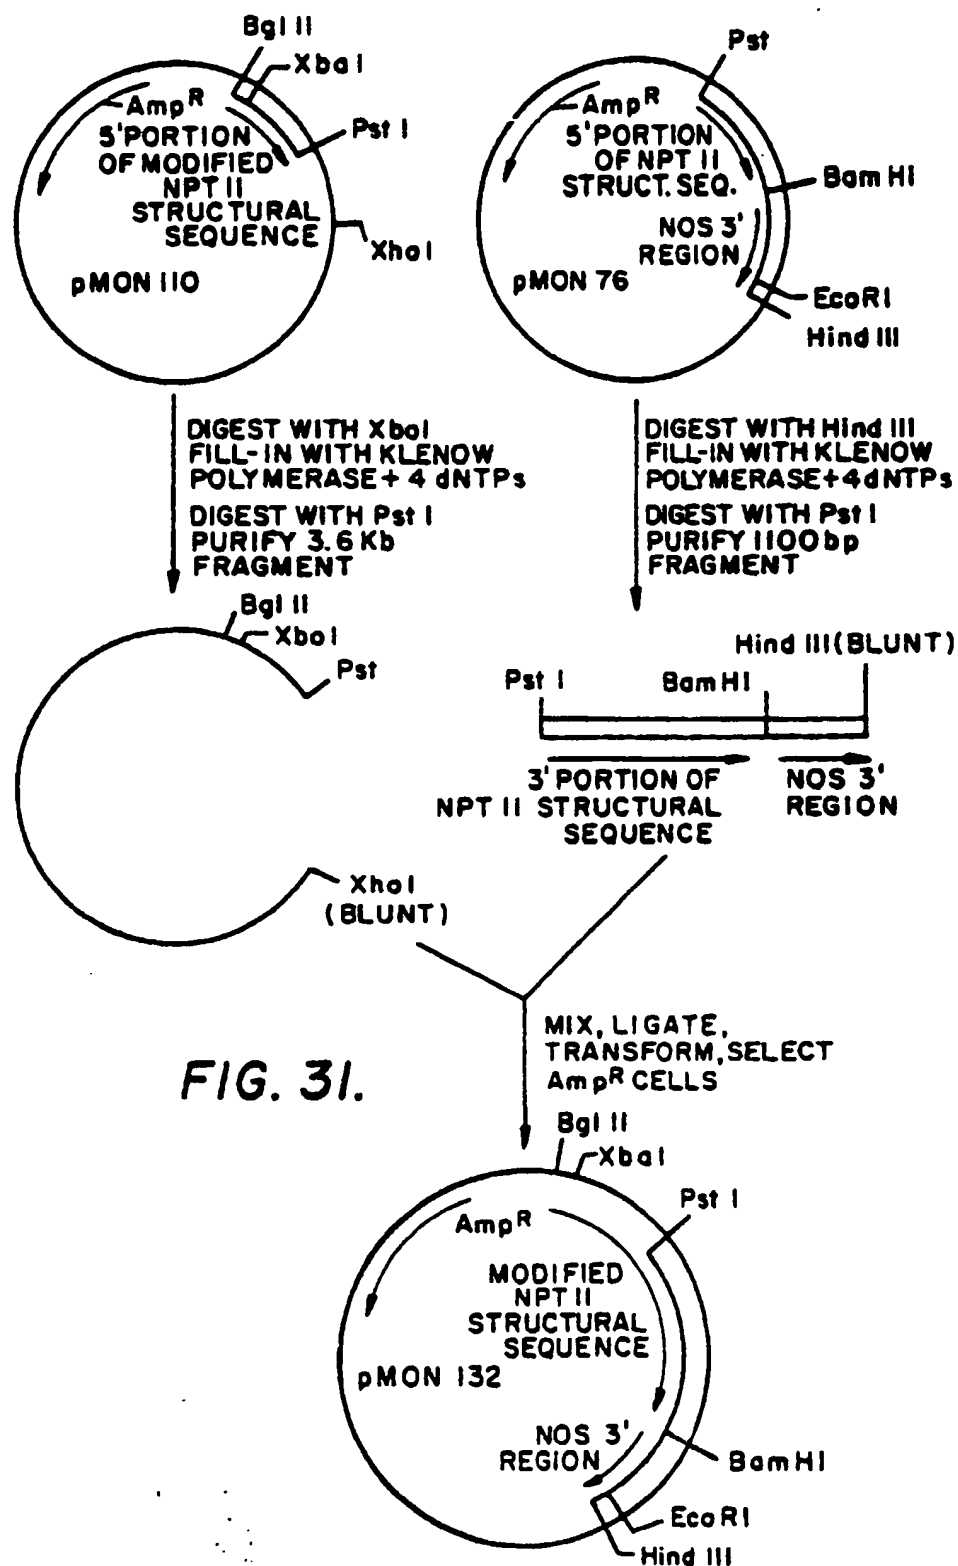 Bgl II
Xba I
Amp R
5' PORTION
OF MODIFIED
NPT II
STRUCTURAL
SEQUENCE
Pst I
Xho I
pMON 110
Pst
Amp R
5' PORTION
OF NPT II
STRUCT. SEQ.
Bam HI
NOS 3'
REGION
pMON 76
Eco RI
Hind III
DIGEST WITH XbaI
FILL-IN WITH KLENOW
POLYMERASE + 4 dNTPs
DIGEST WITH Pst I
PURIFY 3.6 Kb
FRAGMENT
DIGEST WITH Hind III
FILL-IN WITH KLENOW
POLYMERASE + 4 dNTPs
DIGEST WITH Pst I
PURIFY 1100 bp
FRAGMENT
Bgl II
Xba I
Pst
Xho I
(BLUNT)
Hind III (BLUNT)
Pst I
Bam HI
3' PORTION OF
NPT II STRUCTURAL
SEQUENCE
NOS 3'
REGION
MIX, LIGATE,
TRANSFORM, SELECT
Amp R CELLS
FIG. 31.
Bgl II
Xba I
Pst I
Amp R
MODIFIED
NPT II
STRUCTURAL
SEQUENCE
pMON 132
NOS 3'
REGION
Bam HI
Eco RI
Hind III